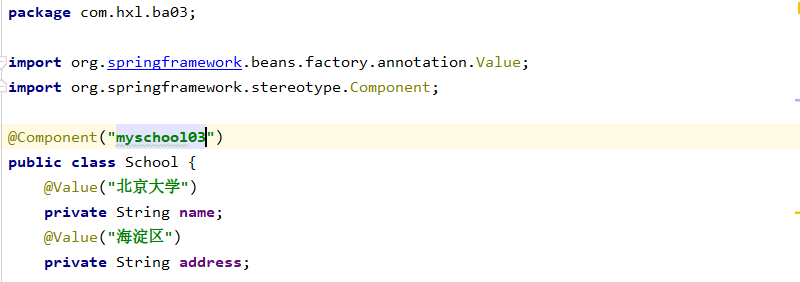 package com.hxl.ba03;
import org.springframework.beans.factory.annotation.Value;
import org.springframework.stereotype.Component;
@Component("myschool03")
public class School {
@Value("北京大学")
private String name;
@Value("海淀区")
private String address;